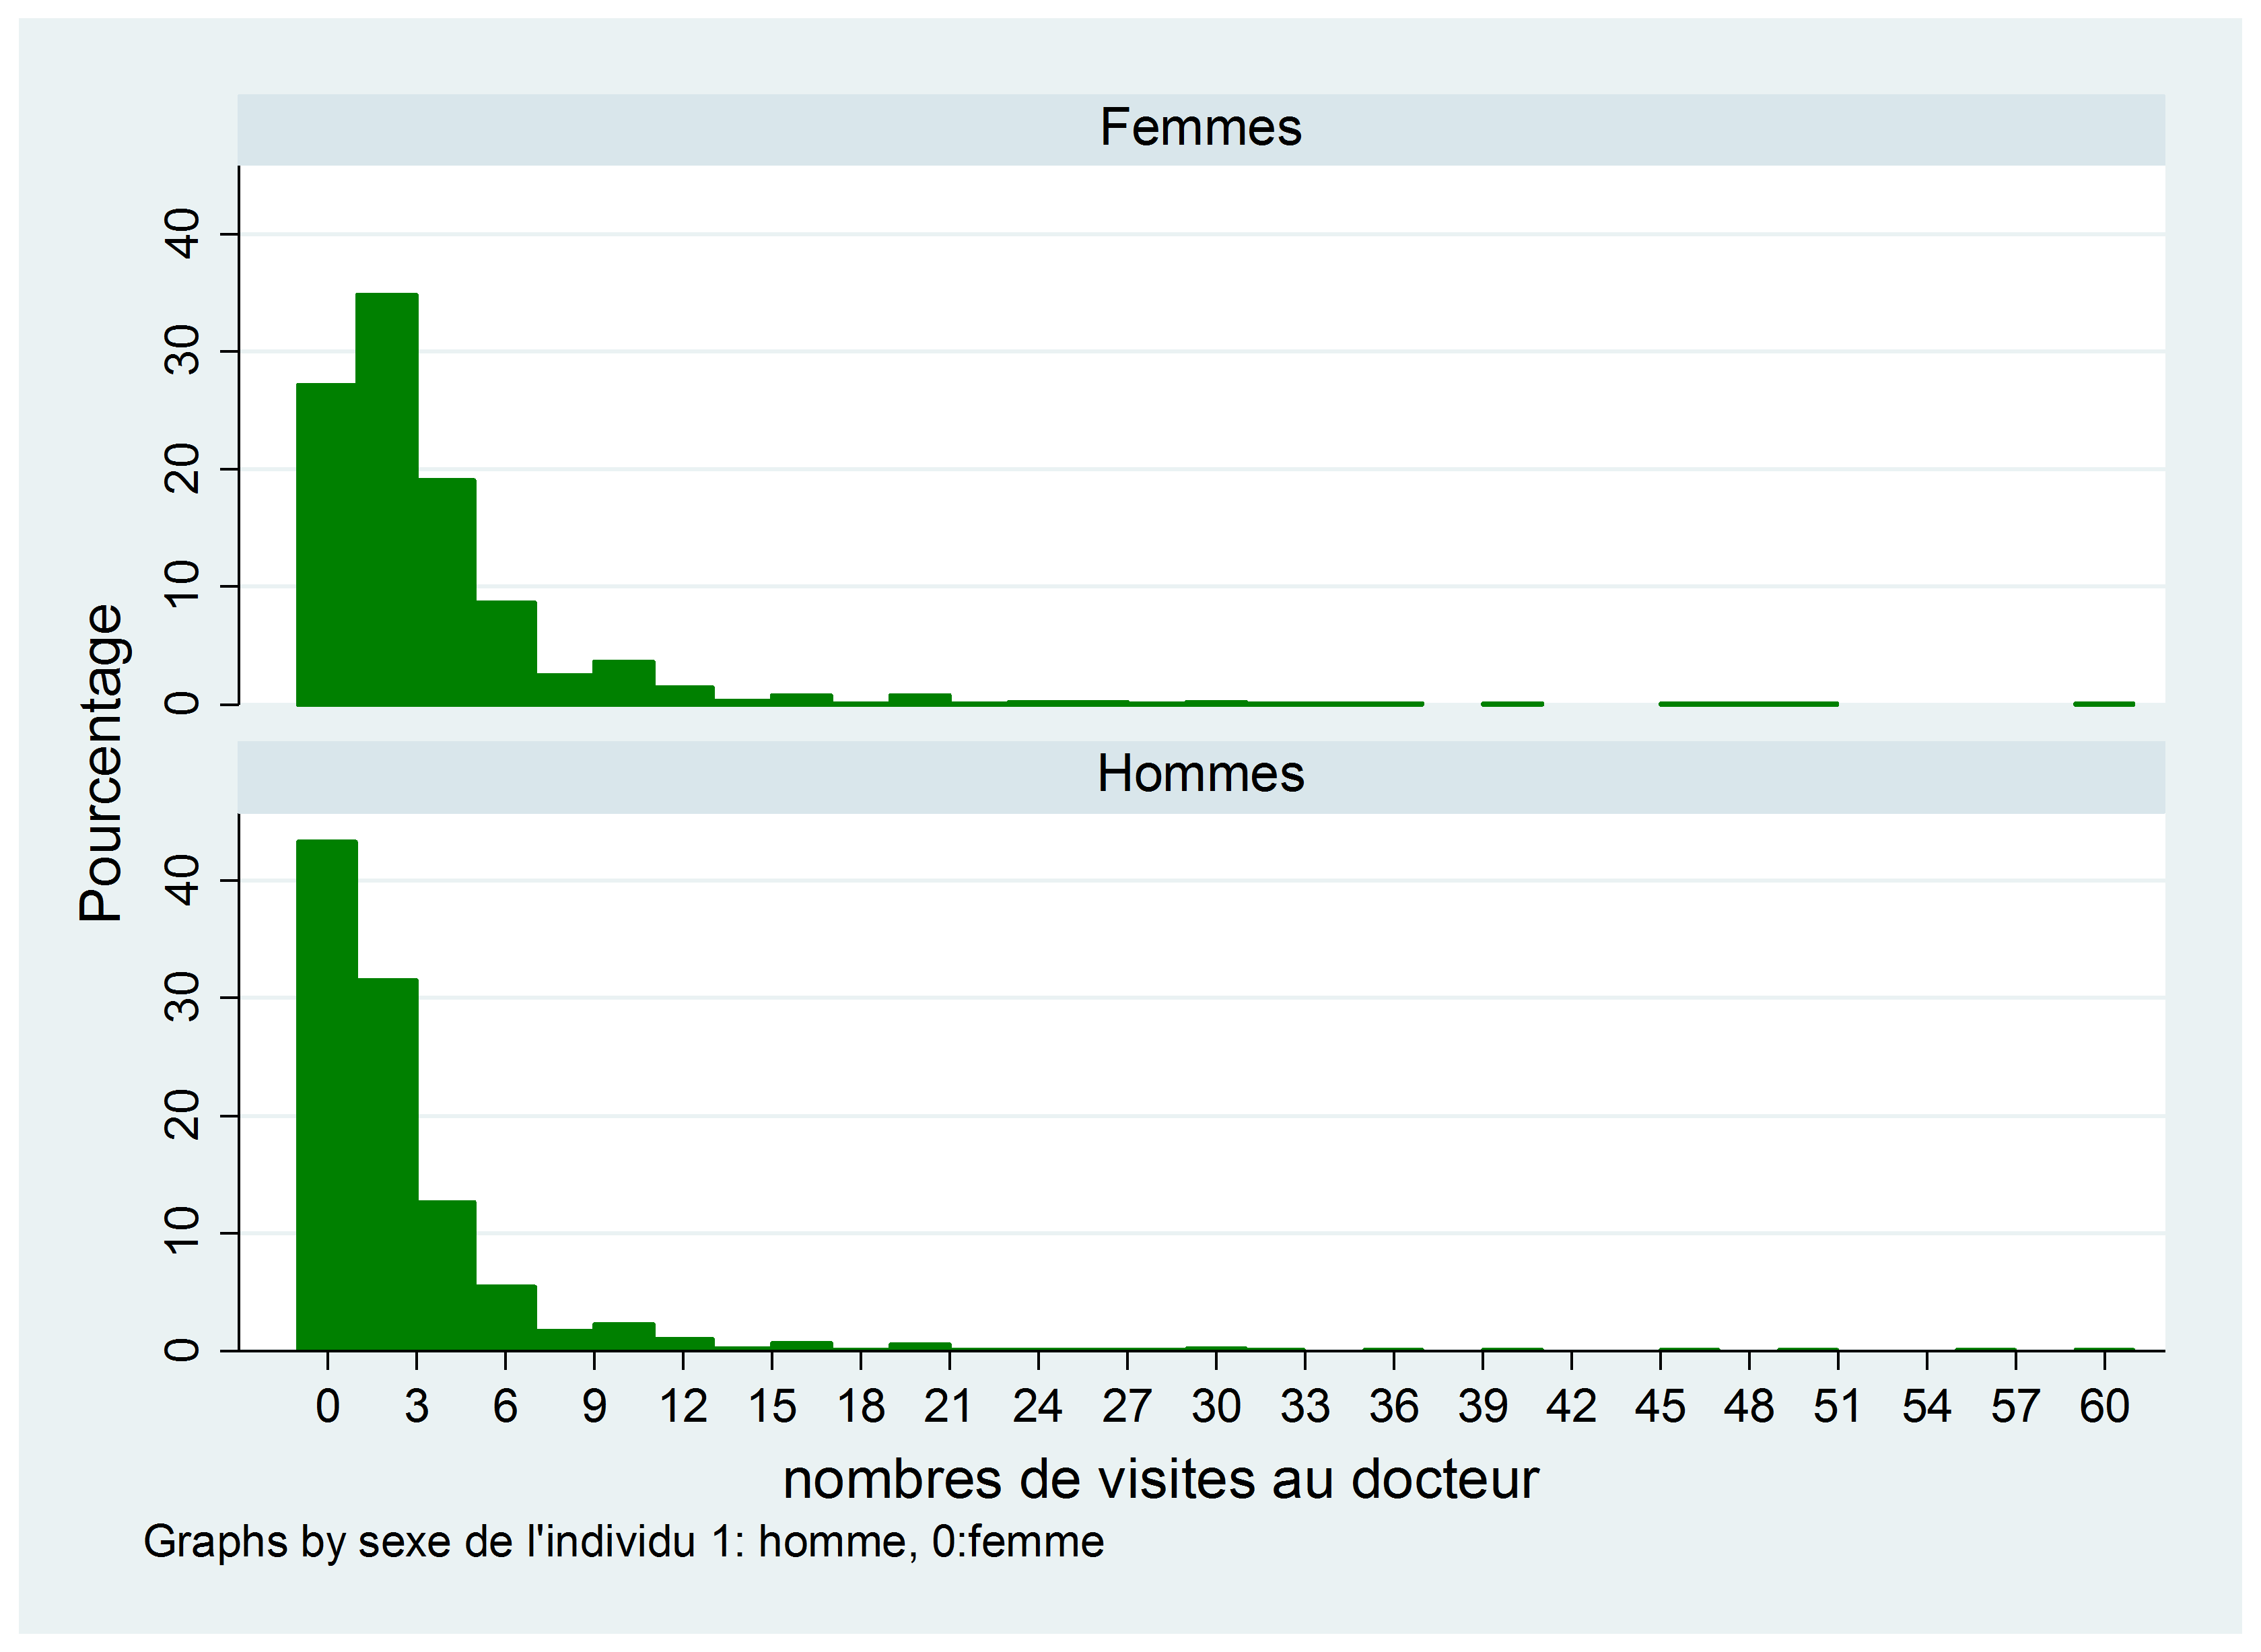 Femmes
40
30
20
10
0
Pourcentage
Hommes
40
30
20
10
0
0 3 6 9 12 15 18 21 24 27 30 33 36 39 42 45 48 51 54 57 60
nombres de visites au docteur
Graphs by sexe de l'individu 1: homme, 0:femme